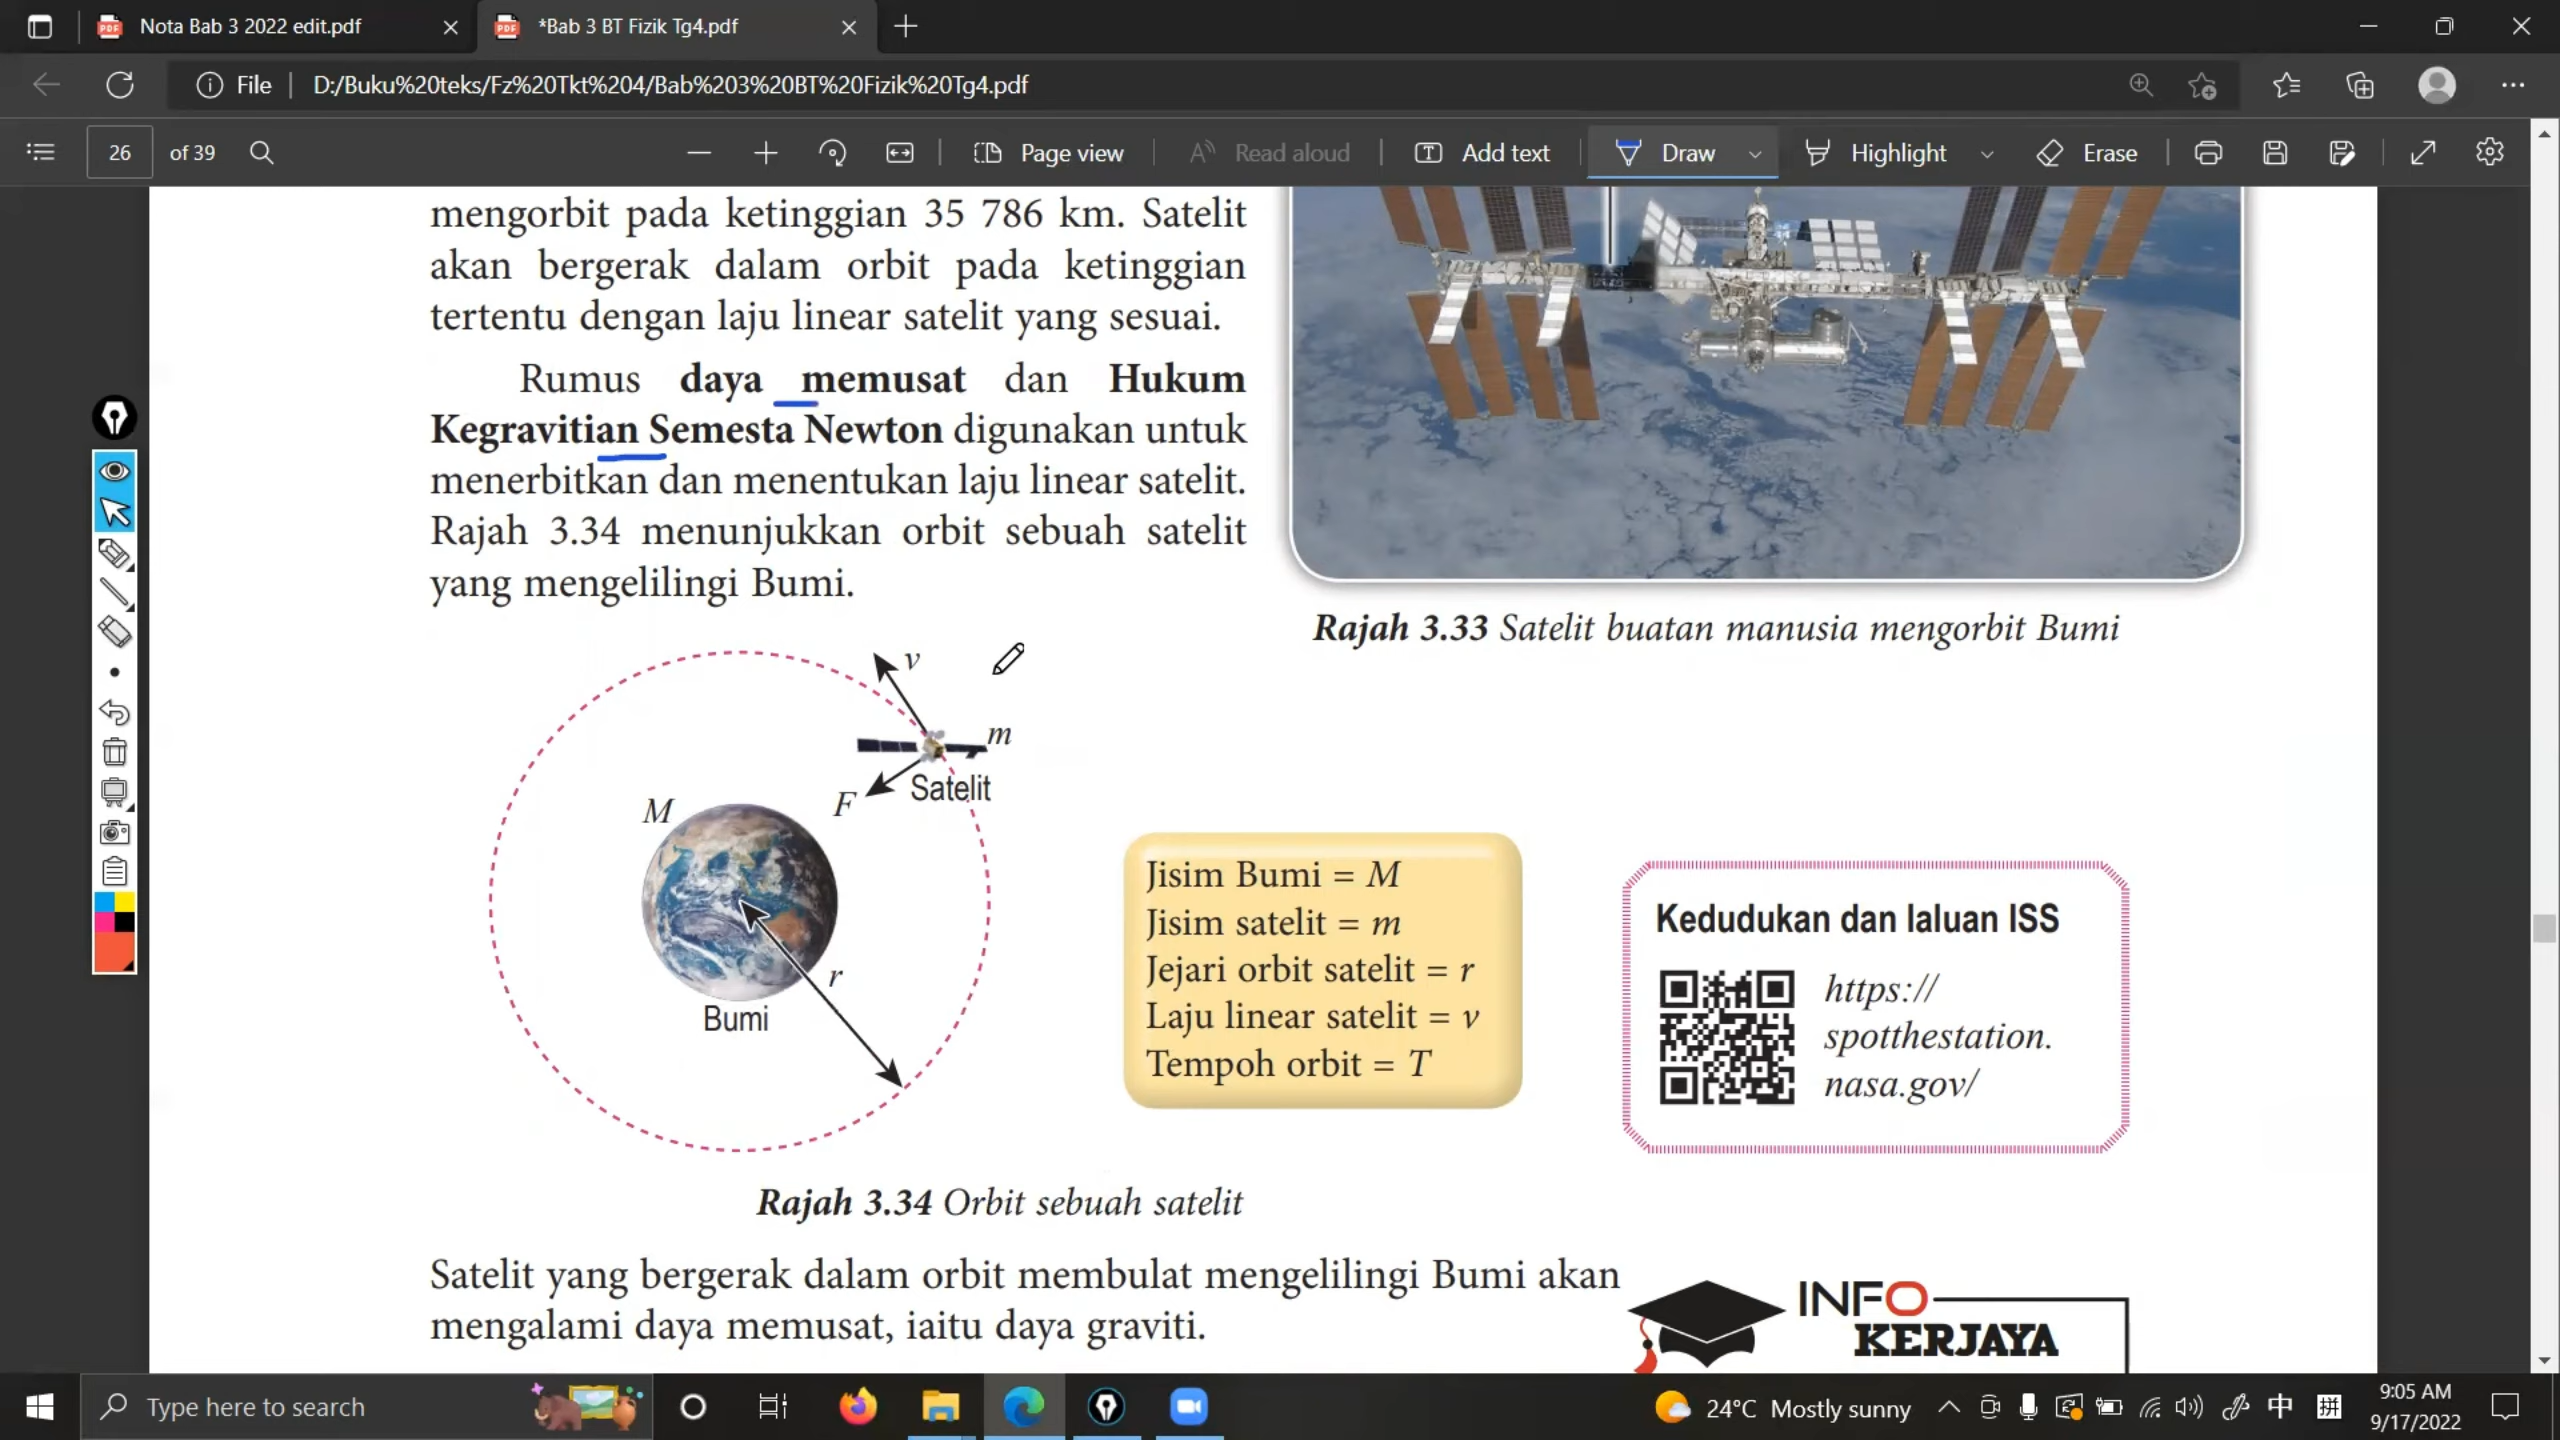 Nota Bab 3 2022 edit.pdf
*Bab 3 BT Fizik Tg4.pdf
File
D:/Buku%20teks/Fz%20Tkt%204/Bab%203%20BT%20Fizik%20Tg4.pdf
26
of 39
Page view
Read aloud
Add text
Draw
Highlight
Erase
mengorbit pada ketinggian 35 786 km. Satelit
akan bergerak dalam orbit pada ketinggian
tertentu dengan laju linear satelit yang sesuai.
Rumus daya memusat dan Hukum
Kegravitian Semesta Newton digunakan untuk
menerbitkan dan menentukan laju linear satelit.
Rajah 3.34 menunjukkan orbit sebuah satelit
yang mengelilingi Bumi.
Rajah 3.33 Satelit buatan manusia mengorbit Bumi
v
m
Satelit
F
M
r
Bumi
Jisim Bumi = M
Jisim satelit = m
Jejari orbit satelit = r
Laju linear satelit = v
Tempoh orbit = T
Kedudukan dan laluan ISS
https://
spotthestation.
nasa.gov/
Rajah 3.34 Orbit sebuah satelit
Satelit yang bergerak dalam orbit membulat mengelilingi Bumi akan
mengalami daya memusat, iaitu daya graviti.
INFO
KERJAYA
Type here to search
24°C Mostly sunny
中
拼
9:05 AM
9/17/2022